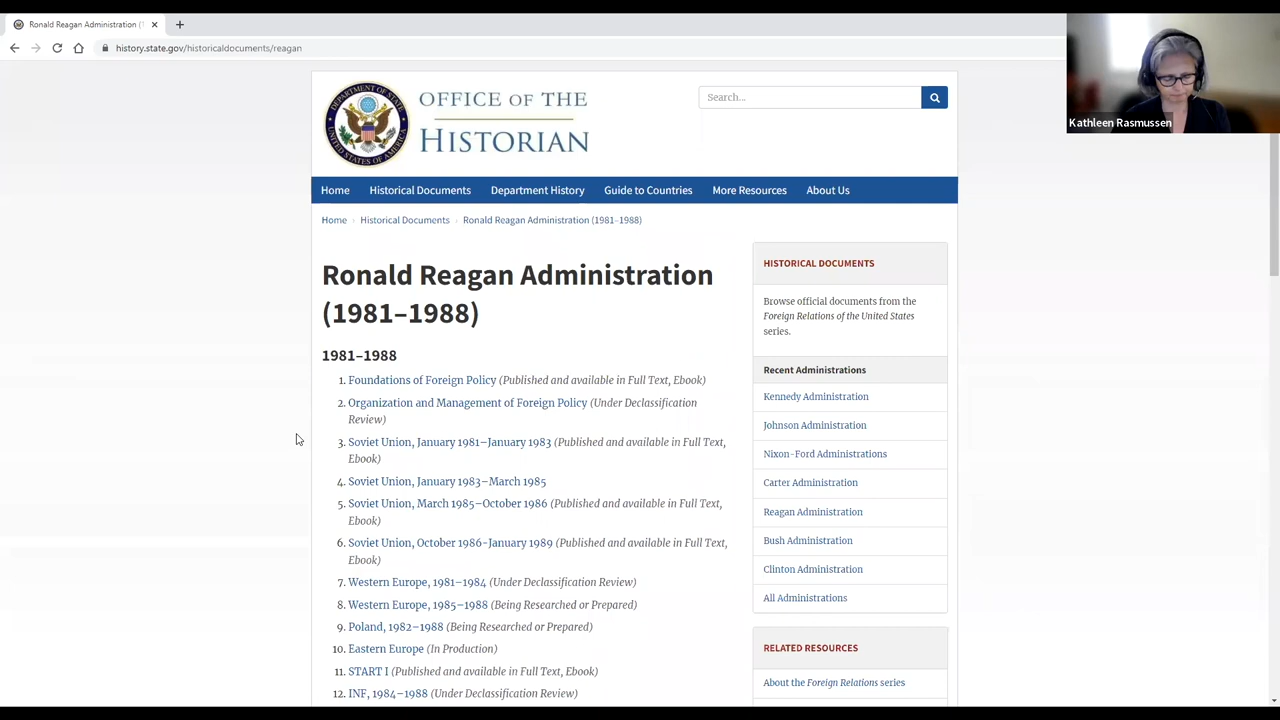 Ronald Reagan Administration (1
history.state.gov/historicaldocuments/reagan
Kathleen Rasmussen
OFFICE OF THE
HISTORIAN
DEPARTMENT OF STATE
UNITED STATES OF AMERICA
Search...
Home Historical Documents Department History Guide to Countries More Resources About Us
Home › Historical Documents › Ronald Reagan Administration (1981–1988)
Ronald Reagan Administration
(1981–1988)
1981–1988
1. Foundations of Foreign Policy (Published and available in Full Text, Ebook)
2. Organization and Management of Foreign Policy (Under Declassification
Review)
3. Soviet Union, January 1981–January 1983 (Published and available in Full Text,
Ebook)
4. Soviet Union, January 1983–March 1985
5. Soviet Union, March 1985–October 1986 (Published and available in Full Text,
Ebook)
6. Soviet Union, October 1986-January 1989 (Published and available in Full Text,
Ebook)
7. Western Europe, 1981–1984 (Under Declassification Review)
8. Western Europe, 1985–1988 (Being Researched or Prepared)
9. Poland, 1982–1988 (Being Researched or Prepared)
10. Eastern Europe (In Production)
11. START I (Published and available in Full Text, Ebook)
12. INF, 1984–1988 (Under Declassification Review)
HISTORICAL DOCUMENTS
Browse official documents from the
Foreign Relations of the United States
series.
Recent Administrations
Kennedy Administration
Johnson Administration
Nixon-Ford Administrations
Carter Administration
Reagan Administration
Bush Administration
Clinton Administration
All Administrations
RELATED RESOURCES
About the Foreign Relations series